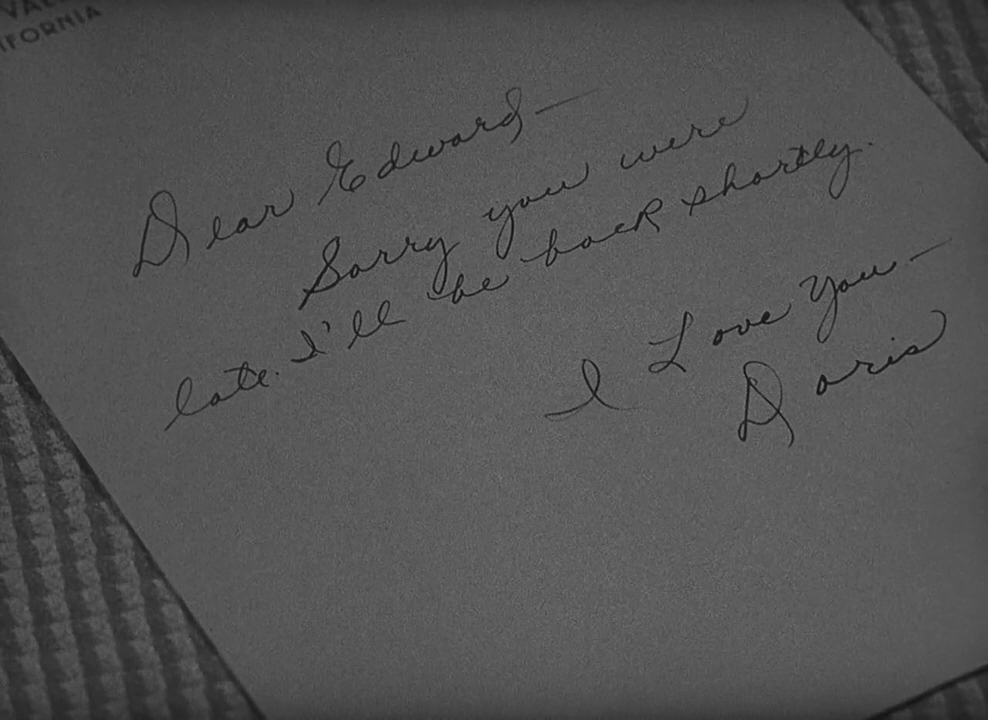 IFORNIA
Dear Edward—
Sorry you were
late. I'll be back shortly.
I Love You—
Doris